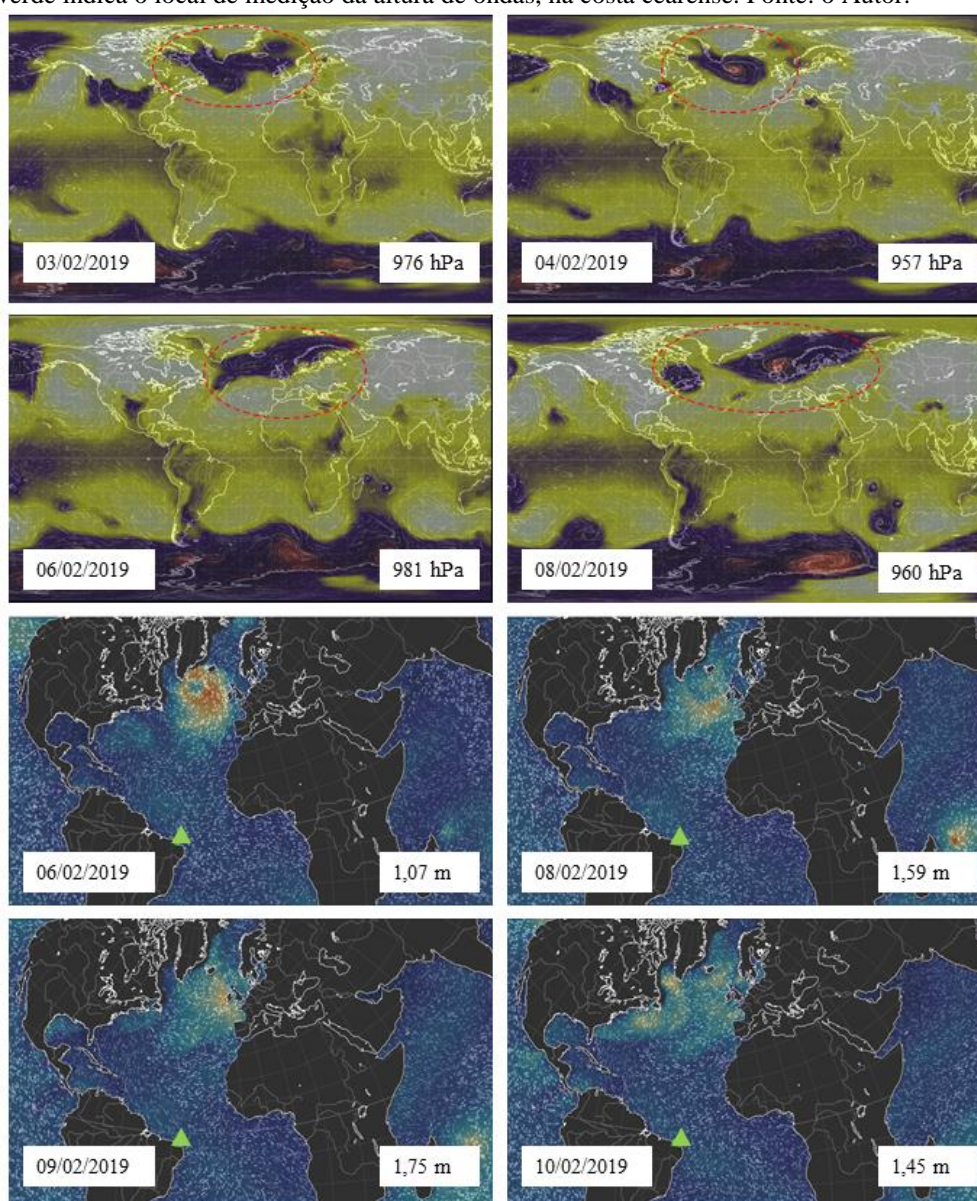 verde indica o local de medição da altura de ondas, na costa cearense. Fonte: o Autor.
03/02/2019 976 hPa 04/02/2019 957 hPa
06/02/2019 981 hPa 08/02/2019 960 hPa
06/02/2019 1,07 m 08/02/2019 1,59 m
09/02/2019 1,75 m 10/02/2019 1,45 m